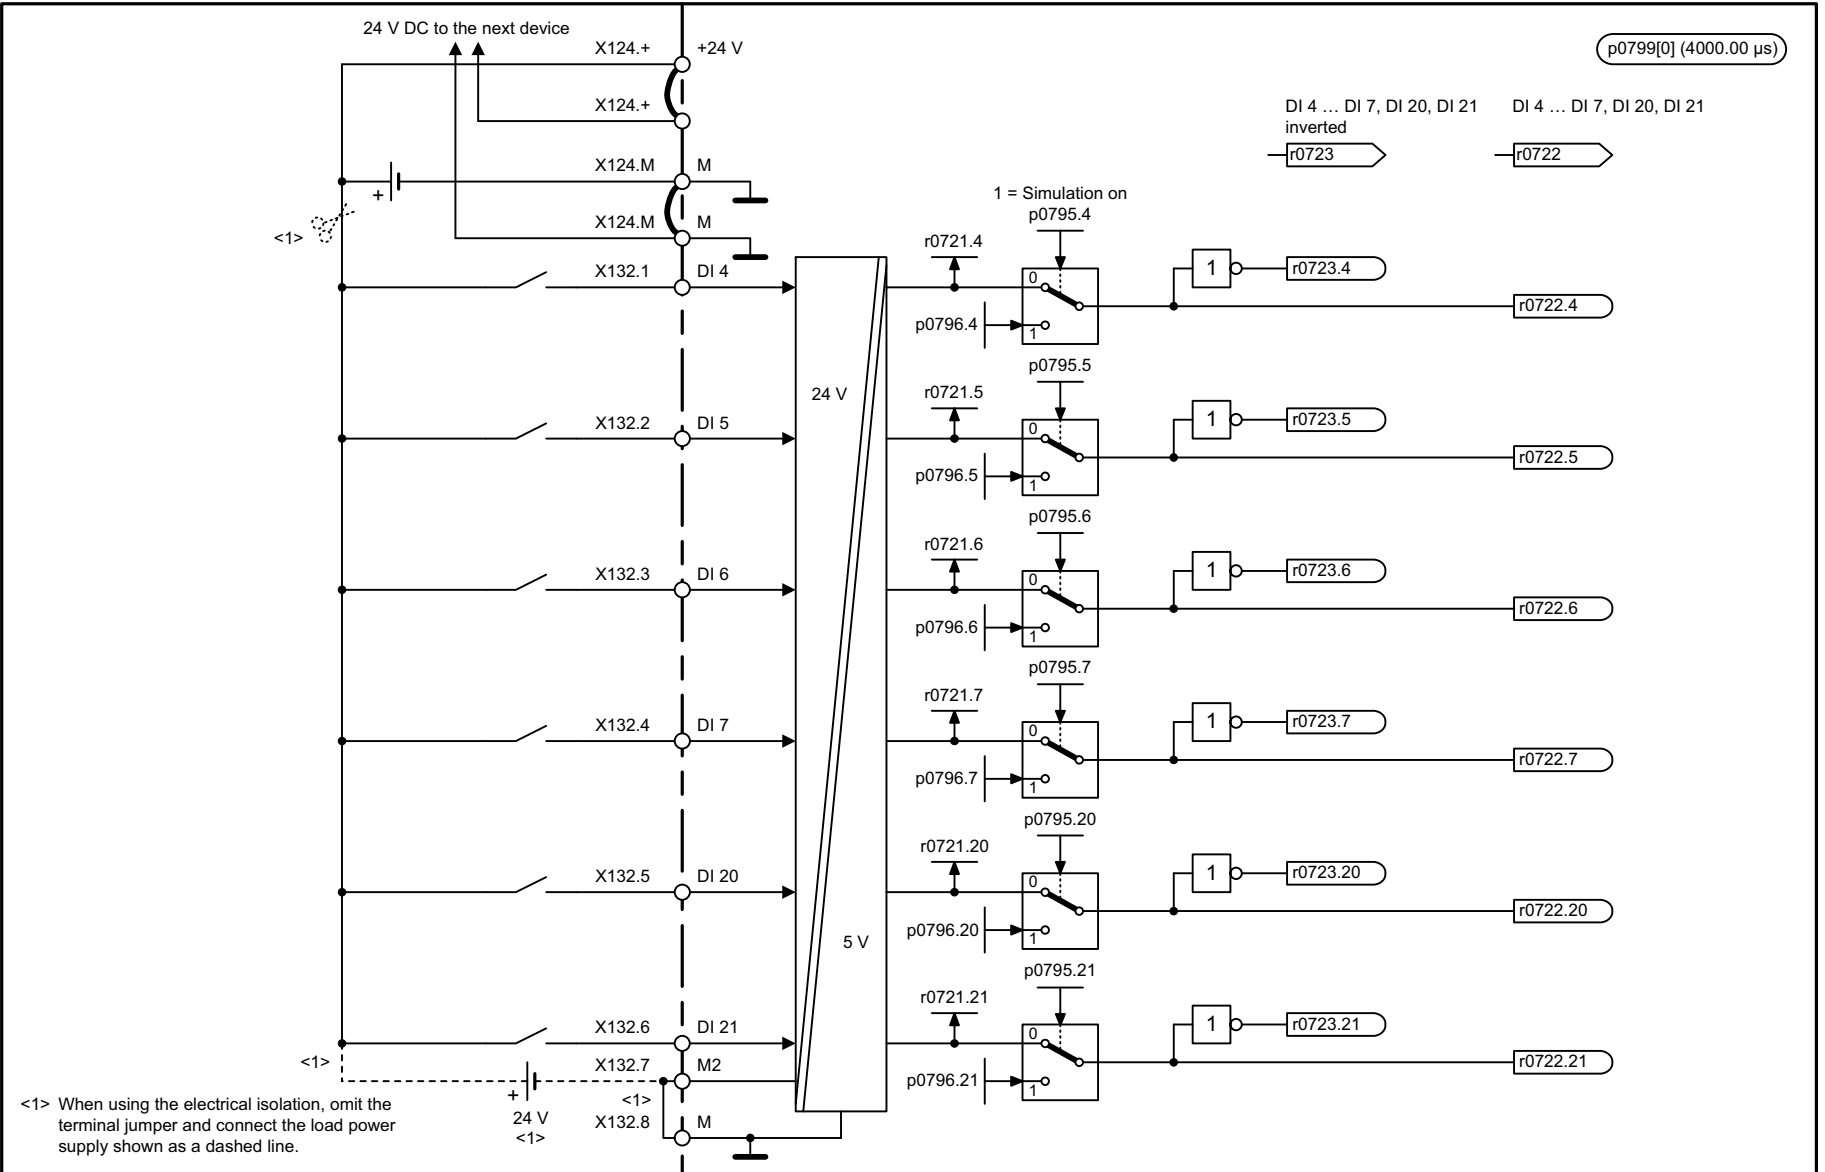 24 V DC to the next device
X124.+
+24 V
p0799[0] (4000.00 µs)
X124.+
DI 4 … DI 7, DI 20, DI 21
inverted
DI 4 … DI 7, DI 20, DI 21
r0723
r0722
X124.M
M
+
1 = Simulation on
<1>
X124.M
M
p0795.4
r0721.4
X132.1
DI 4
0
1
r0723.4
r0722.4
p0796.4
1
p0795.5
24 V
r0721.5
X132.2
DI 5
0
1
r0723.5
r0722.5
p0796.5
1
p0795.6
r0721.6
X132.3
DI 6
0
1
r0723.6
r0722.6
p0796.6
1
p0795.7
r0721.7
X132.4
DI 7
0
1
r0723.7
r0722.7
p0796.7
1
p0795.20
r0721.20
X132.5
DI 20
0
1
r0723.20
r0722.20
p0796.20
1
5 V
p0795.21
r0721.21
X132.6
DI 21
0
1
r0723.21
r0722.21
p0796.21
1
<1>
X132.7
M2
+
24 V
<1>
<1>
X132.8
M
<1> When using the electrical isolation, omit the
terminal jumper and connect the load power
supply shown as a dashed line.